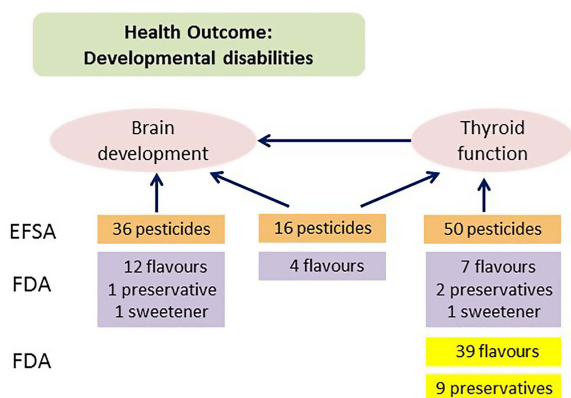 Health Outcome:
Developmental disabilities
Brain
development
Thyroid
function
EFSA
36 pesticides
16 pesticides
50 pesticides
FDA
12 flavours
1 preservative
1 sweetener
4 flavours
7 flavours
2 preservatives
1 sweetener
FDA
39 flavours
9 preservatives